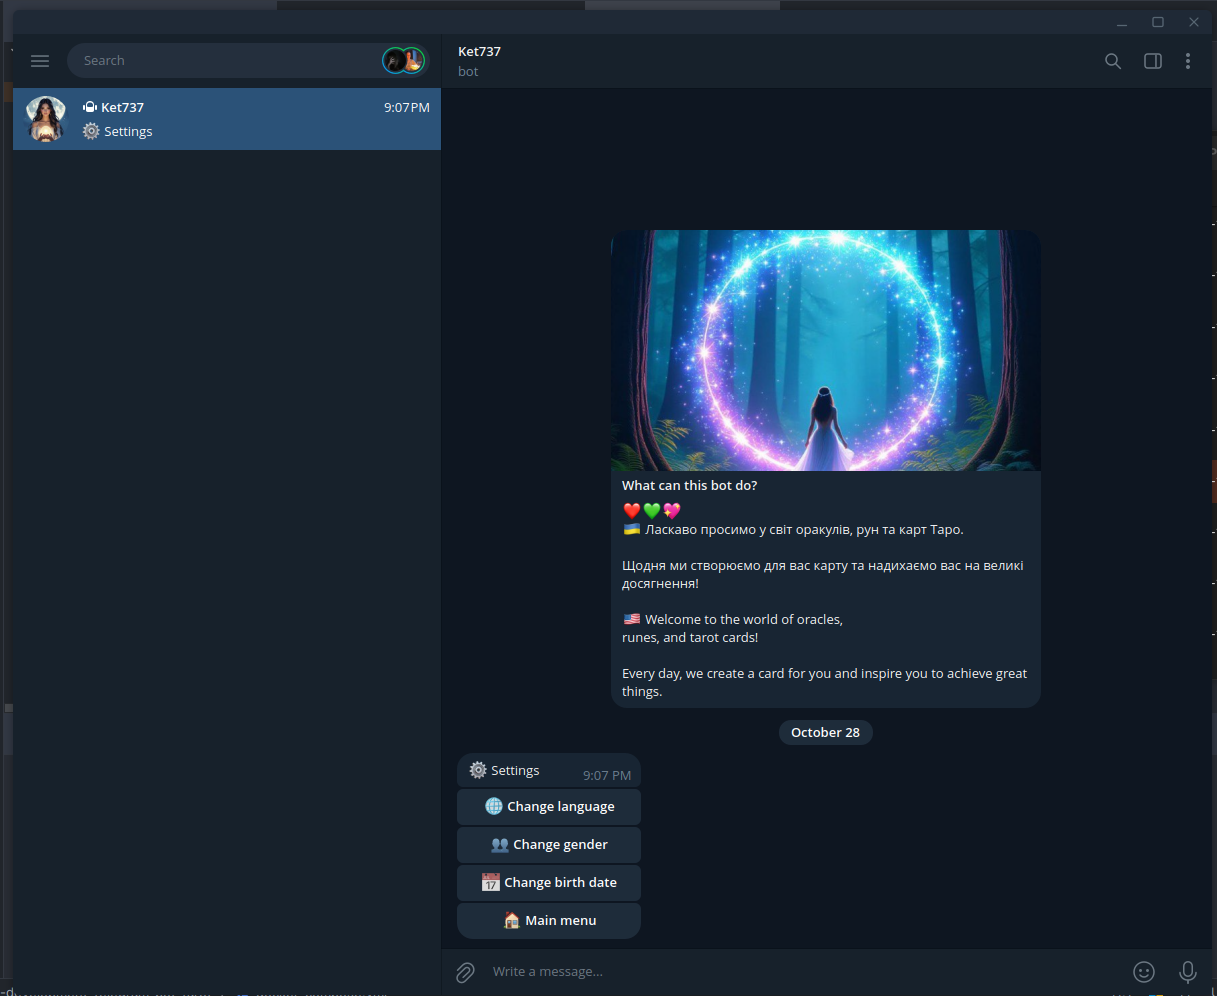 Search
Ket737
9:07 PM
Settings
Ket737
bot
What can this bot do?
Ласкаво просимо у світ оракулів, рун та карт Таро.
Щодня ми створюємо для вас карту та надихаємо вас на великі
досягнення!
Welcome to the world of oracles,
runes, and tarot cards!
Every day, we create a card for you and inspire you to achieve great
things.
October 28
Settings
9:07 PM
Change language
Change gender
17 Change birth date
Main menu
Write a message...